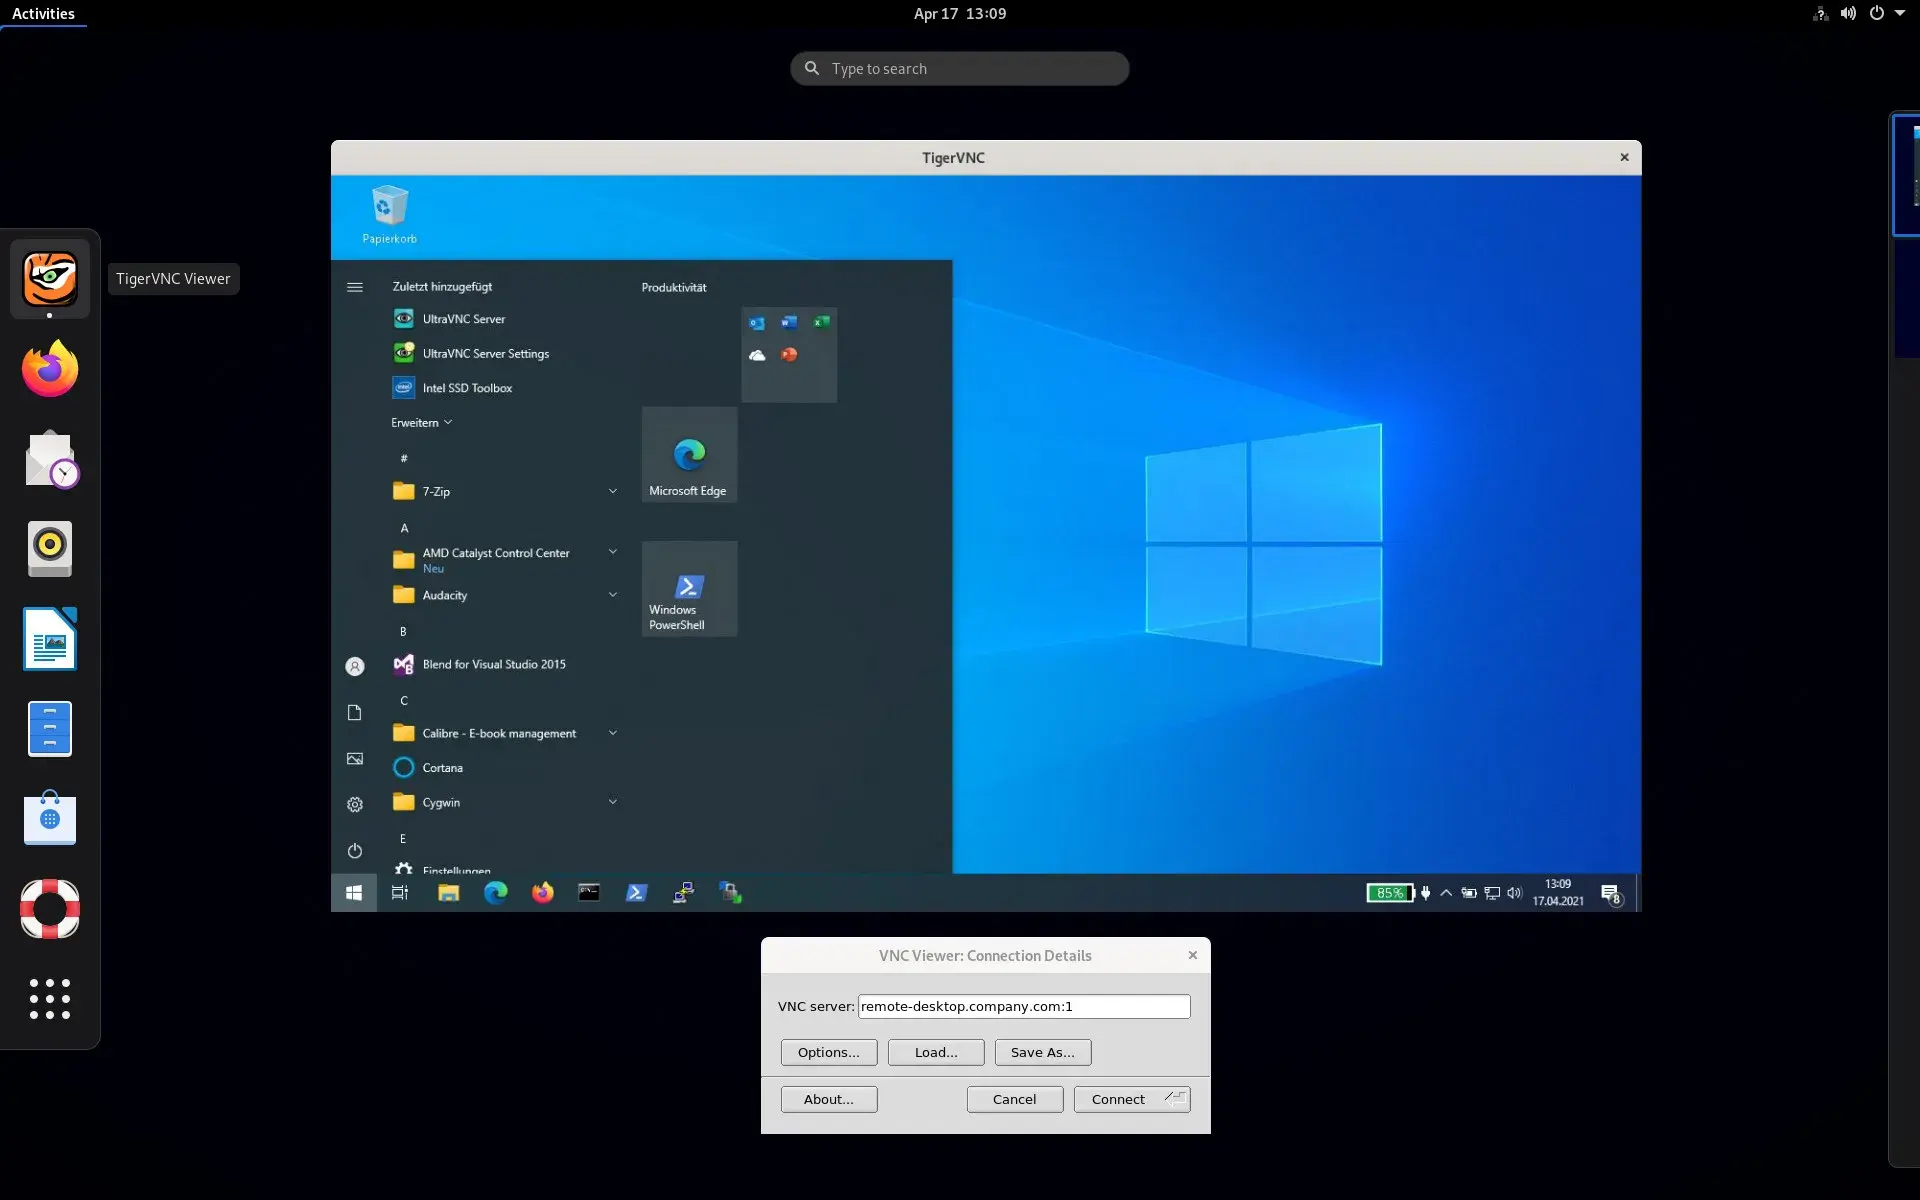 Activities
Apr 17 13:09
Type to search
TigerVNC
Papierkorb
TigerVNC Viewer
Zuletzt hinzugefügt
Produktivität
UltraVNC Server
UltraVNC Server Settings
Intel SSD Toolbox
Erweitern
#
7-Zip
Microsoft Edge
A
AMD Catalyst Control Center
Neu
Audacity
Windows
PowerShell
B
Blend for Visual Studio 2015
C
Calibre - E-book management
Cortana
Cygwin
E
Einstellungen
85%
13:09
17.04.2021
8
VNC Viewer: Connection Details
VNC server: remote-desktop.company.com:1
Options...
Load...
Save As...
About...
Cancel
Connect